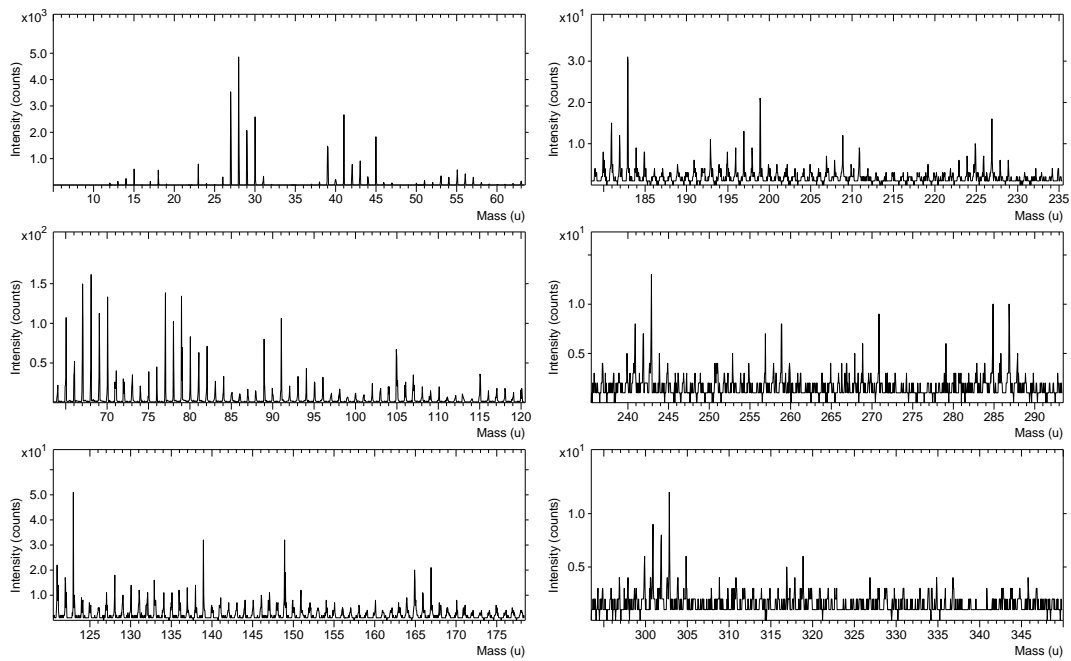 x10³
Intensity (counts)
5.0
4.0
3.0
2.0
1.0
10 15 20 25 30 35 40 45 50 55 60
Mass (u)
x10²
Intensity (counts)
1.5
1.0
0.5
70 75 80 85 90 95 100 105 110 115 120
Mass (u)
x10¹
Intensity (counts)
5.0
4.0
3.0
2.0
1.0
125 130 135 140 145 150 155 160 165 170 175
Mass (u)
x10¹
Intensity (counts)
3.0
2.0
1.0
185 190 195 200 205 210 215 220 225 230 235
Mass (u)
x10¹
Intensity (counts)
1.0
0.5
240 245 250 255 260 265 270 275 280 285 290
Mass (u)
x10¹
Intensity (counts)
1.0
0.5
300 305 310 315 320 325 330 335 340 345
Mass (u)